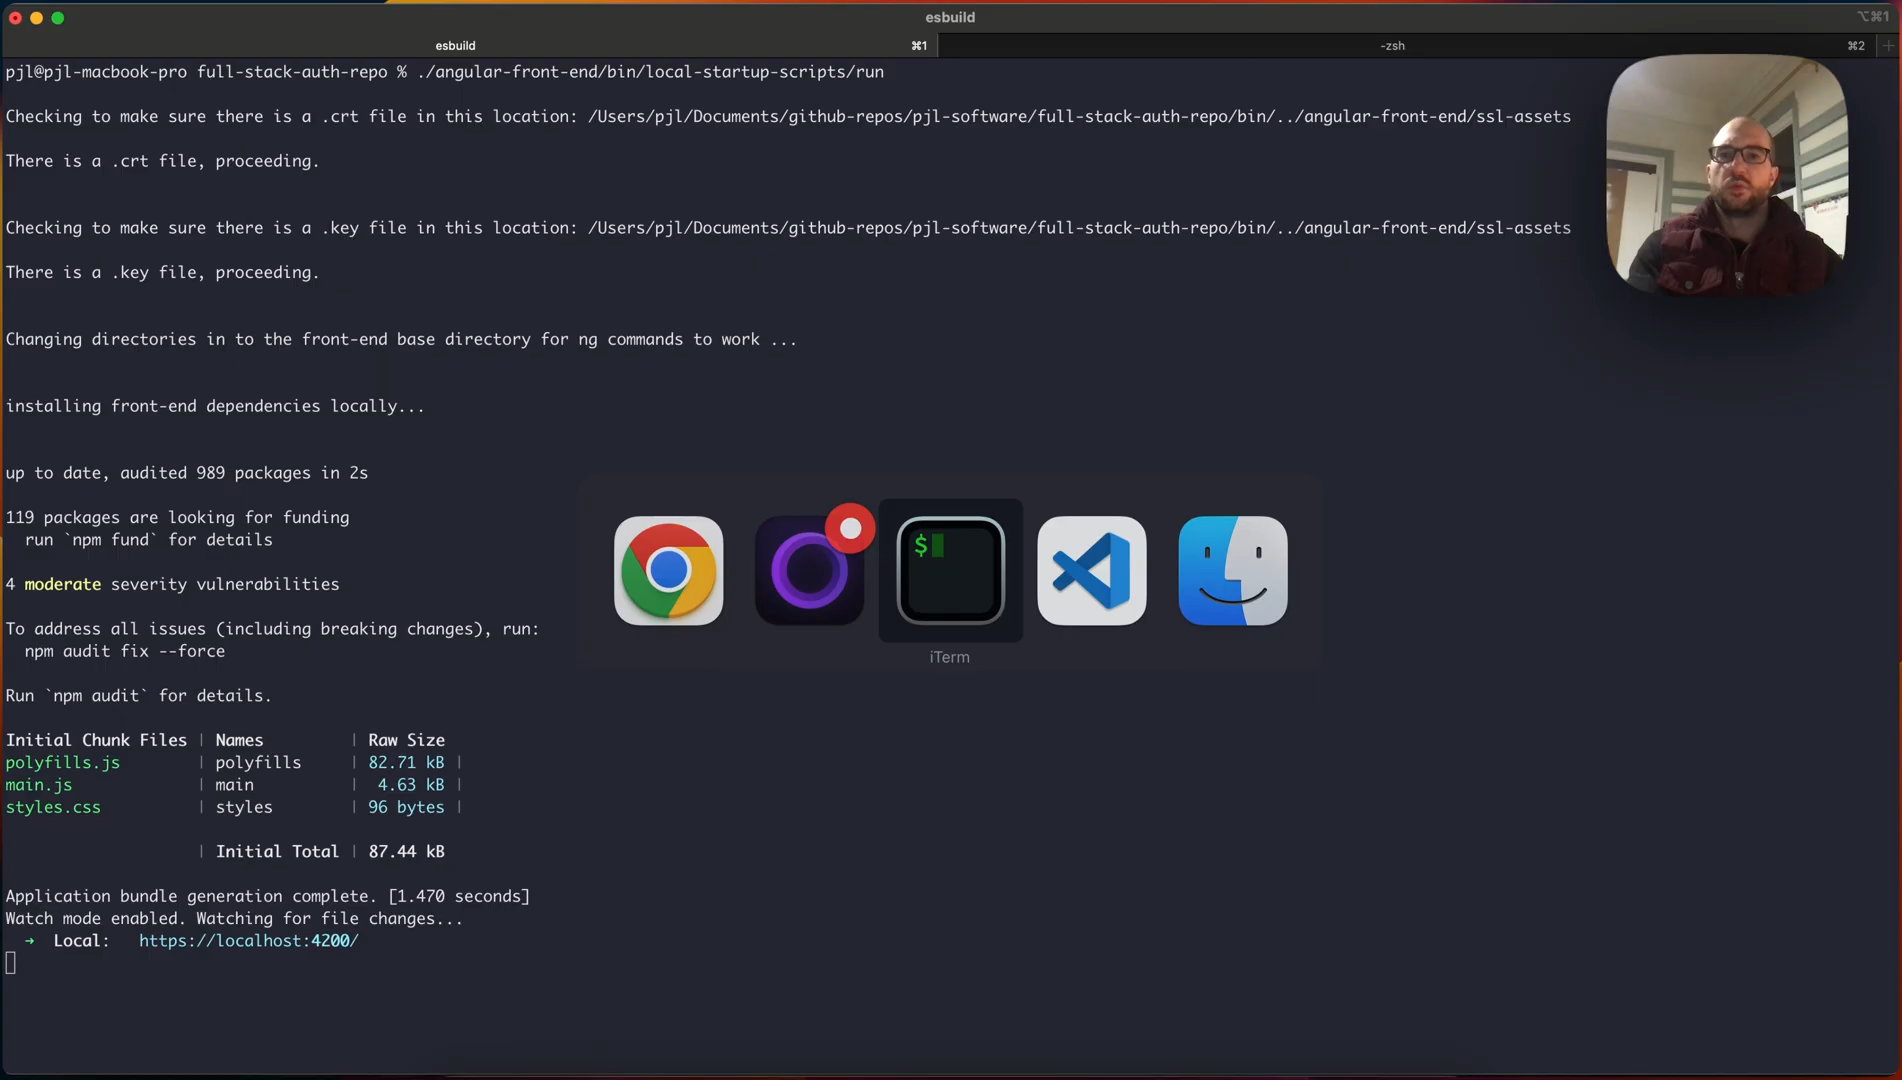 esbuild
⌥⌘1
esbuild
⌘1
-zsh
⌘2
pjl@pjl-macbook-pro full-stack-auth-repo % ./angular-front-end/bin/local-startup-scripts/run
Checking to make sure there is a .crt file in this location: /Users/pjl/Documents/github-repos/pjl-software/full-stack-auth-repo/bin/../angular-front-end/ssl-assets
There is a .crt file, proceeding.
Checking to make sure there is a .key file in this location: /Users/pjl/Documents/github-repos/pjl-software/full-stack-auth-repo/bin/../angular-front-end/ssl-assets
There is a .key file, proceeding.
Changing directories in to the front-end base directory for ng commands to work ...
installing front-end dependencies locally...
up to date, audited 989 packages in 2s
119 packages are looking for funding
run `npm fund` for details
4 moderate severity vulnerabilities
To address all issues (including breaking changes), run:
npm audit fix --force
Run `npm audit` for details.
Initial Chunk Files | Names | Raw Size
polyfills.js | polyfills | 82.71 kB |
main.js | main | 4.63 kB |
styles.css | styles | 96 bytes |
| Initial Total | 87.44 kB
Application bundle generation complete. [1.470 seconds]
Watch mode enabled. Watching for file changes...
➜ Local: https://localhost:4200/
$
iTerm